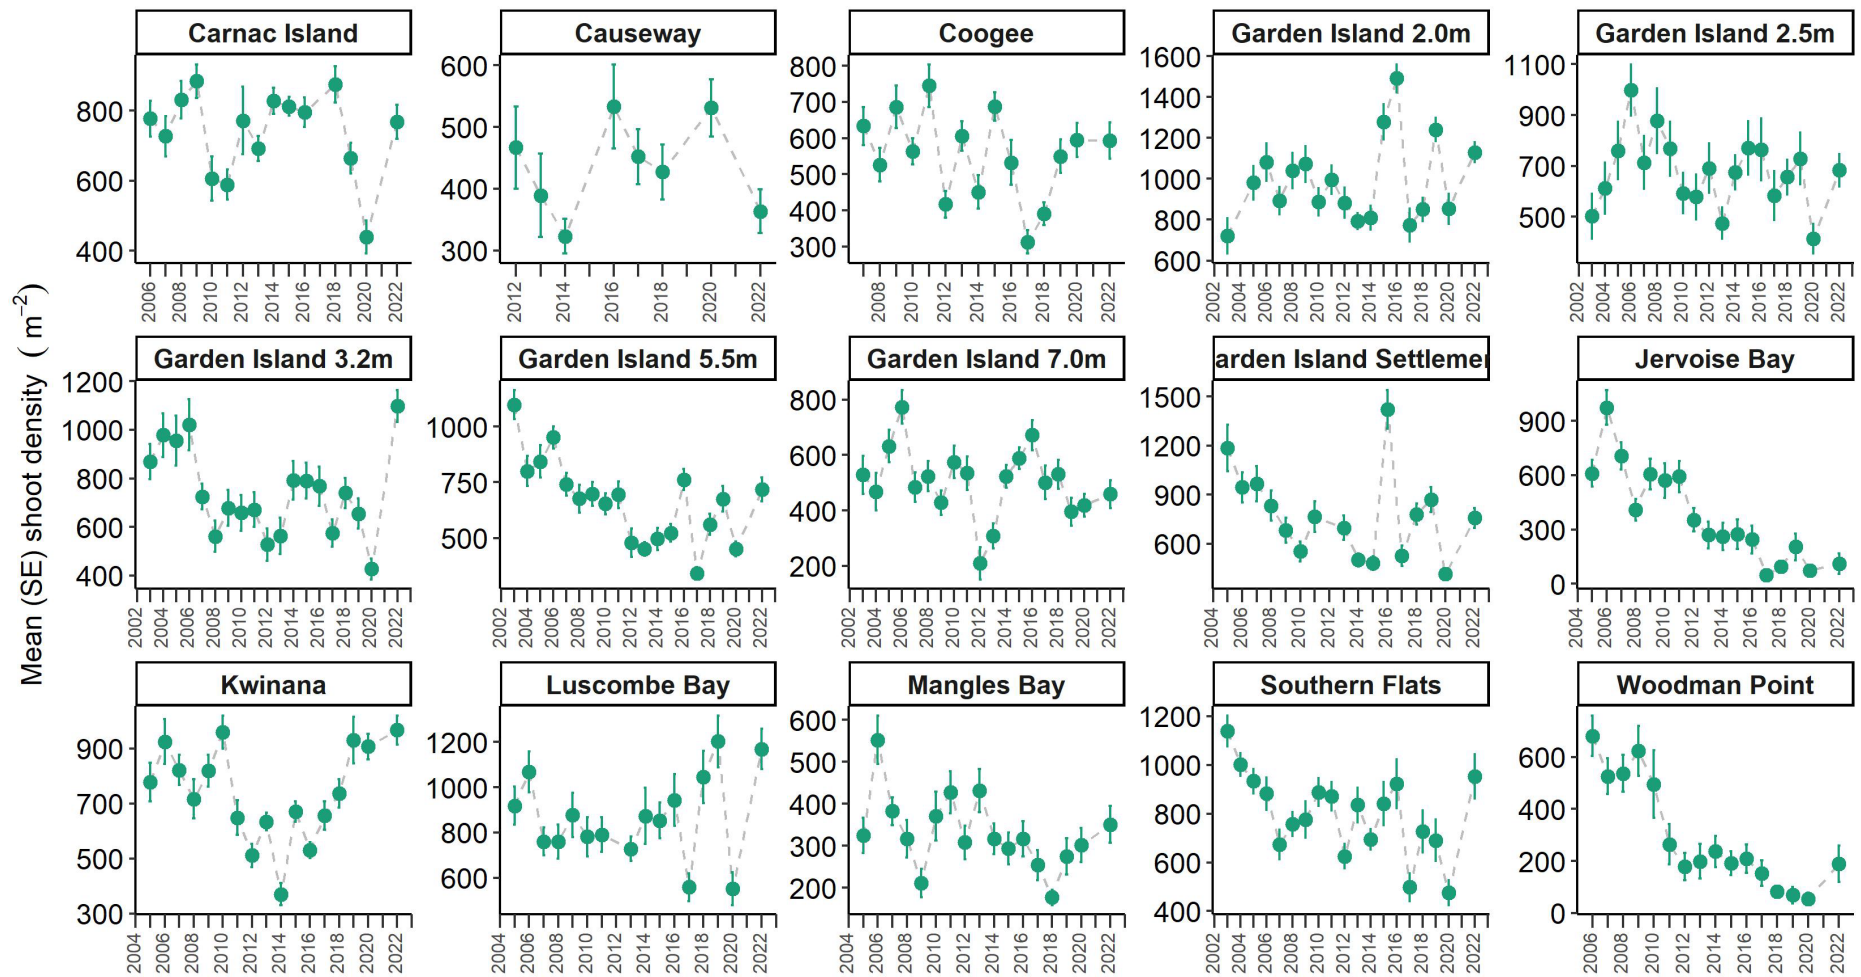 Carnac Island
Causeway
Coogee
Garden Island 2.0m
Garden Island 2.5m
800
600
400
2006 2008 2010 2012 2014 2016 2018 2020 2022
600
500
400
300
2012 2014 2016 2018 2020 2022
800
700
600
500
400
300
2008 2010 2012 2014 2016 2018 2020 2022
1600
1400
1200
1000
800
600
2002 2004 2006 2008 2010 2012 2014 2016 2018 2020 2022
1100
900
700
500
2002 2004 2006 2008 2010 2012 2014 2016 2018 2020 2022
Mean (SE) shoot density ( m−2)
Garden Island 3.2m
Garden Island 5.5m
Garden Island 7.0m
arden Island Settlemer
Jervoise Bay
1200
1000
800
600
400
2002 2004 2006 2008 2010 2012 2014 2016 2018 2020 2022
1000
750
500
2002 2004 2006 2008 2010 2012 2014 2016 2018 2020 2022
800
600
400
200
2002 2004 2006 2008 2010 2012 2014 2016 2018 2020 2022
1500
1200
900
600
2004 2006 2008 2010 2012 2014 2016 2018 2020 2022
900
600
300
0
2004 2006 2008 2010 2012 2014 2016 2018 2020 2022
Kwinana
Luscombe Bay
Mangles Bay
Southern Flats
Woodman Point
900
700
500
300
2004 2006 2008 2010 2012 2014 2016 2018 2020 2022
1200
1000
800
600
2004 2006 2008 2010 2012 2014 2016 2018 2020 2022
600
500
400
300
200
2004 2006 2008 2010 2012 2014 2016 2018 2020 2022
1200
1000
800
600
400
2002 2004 2006 2008 2010 2012 2014 2016 2018 2020 2022
600
400
200
0
2006 2008 2010 2012 2014 2016 2018 2020 2022